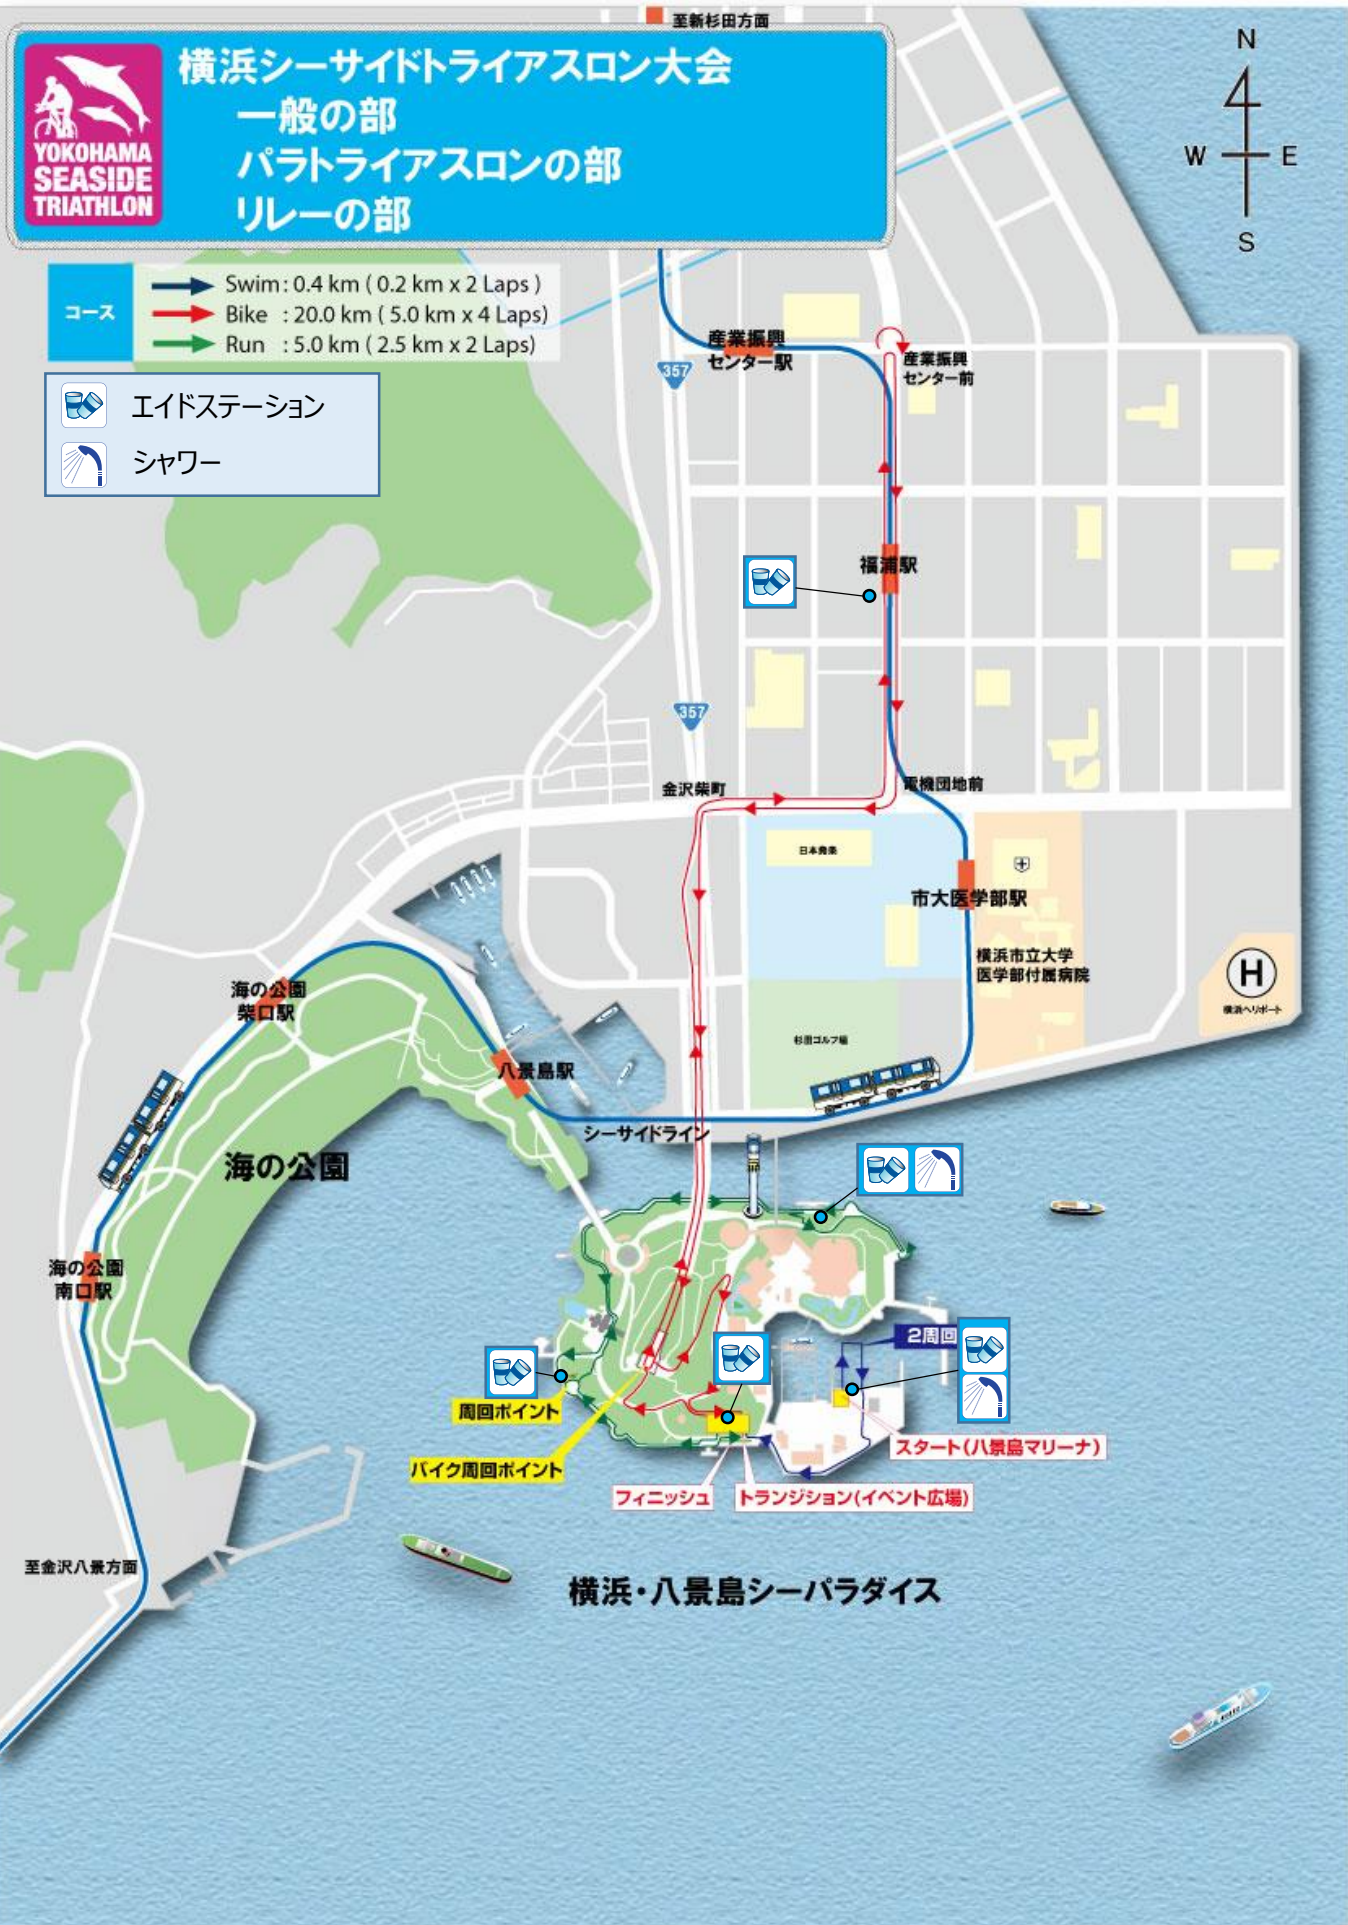 至新杉田方面
横浜シーサイドトライアスロン大会
一般の部
パラトライアスロンの部
リレーの部
YOKOHAMA
SEASIDE
TRIATHLON
N
W
E
S
コース
Swim : 0.4 km ( 0.2 km x 2 Laps )
Bike : 20.0 km ( 5.0 km x 4 Laps)
Run : 5.0 km ( 2.5 km x 2 Laps)
エイドステーション
シャワー
産業振興
センター駅
357
産業振興
センター前
福浦駅
357
金沢柴町
電機団地前
日本発条
市大医学部駅
横浜市立大学
医学部付属病院
H
横浜ヘリポート
海の公園
柴口駅
杉田ゴルフ場
八景島駅
シーサイドライン
海の公園
海の公園
南口駅
2周回
周回ポイント
バイク周回ポイント
スタート(八景島マリーナ)
フィニッシュ
トランジション(イベント広場)
至金沢八景方面
横浜・八景島シーパラダイス